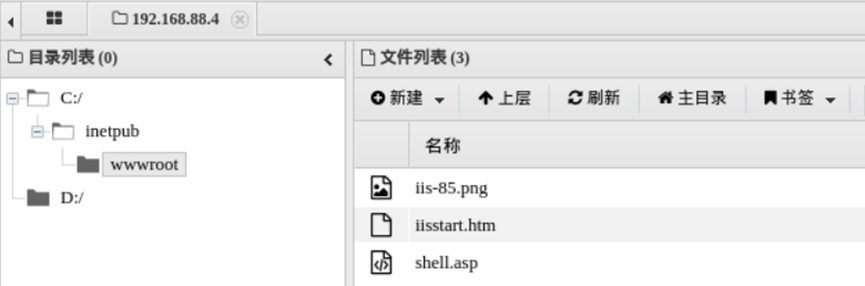 192.168.88.4
目录列表 (0)
文件列表 (3)
新建 上层 刷新 主目录 书签
C:/
inetpub
wwwroot
D:/
名称
iis-85.png
iisstart.htm
shell.asp